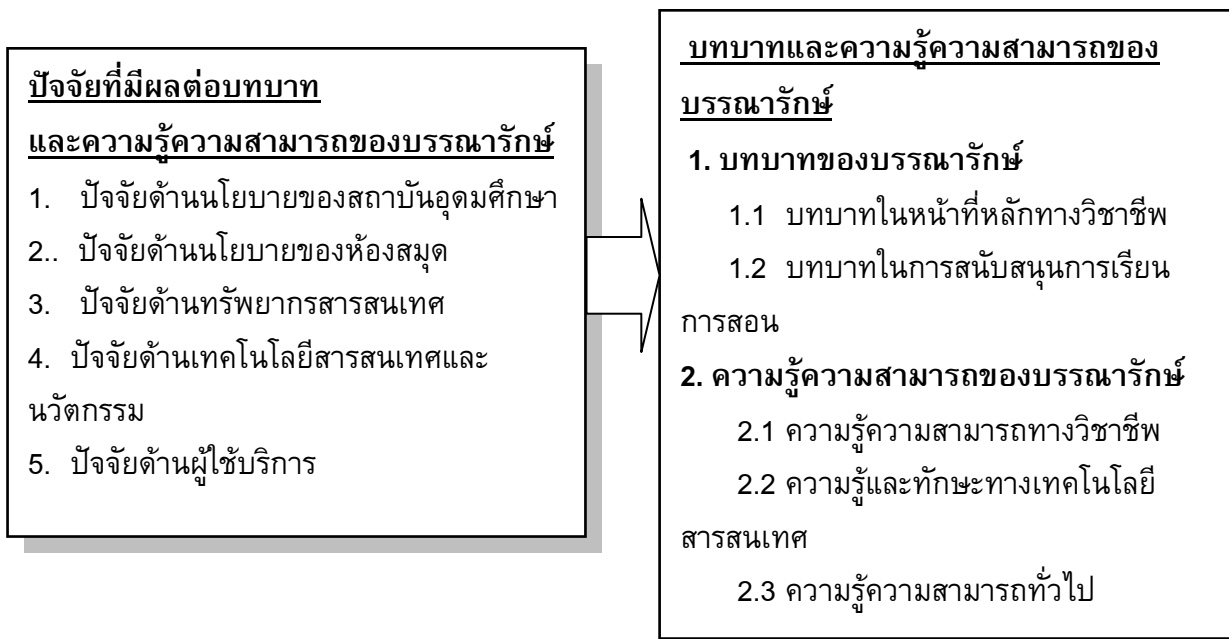 ปัจจัยที่มีผลต่อบทบาท
และความรู้ความสามารถของบรรณารักษ์
1. ปัจจัยด้านนโยบายของสถาบันอุดมศึกษา
2.. ปัจจัยด้านนโยบายของห้องสมุด
3. ปัจจัยด้านทรัพยากรสารสนเทศ
4. ปัจจัยด้านเทคโนโลยีสารสนเทศและ
นวัตกรรม
5. ปัจจัยด้านผู้ใช้บริการ
บทบาทและความรู้ความสามารถของ
บรรณารักษ์
1. บทบาทของบรรณารักษ์
1.1 บทบาทในหน้าที่หลักทางวิชาชีพ
1.2 บทบาทในการสนับสนุนการเรียน
การสอน
2. ความรู้ความสามารถของบรรณารักษ์
2.1 ความรู้ความสามารถทางวิชาชีพ
2.2 ความรู้และทักษะทางเทคโนโลยี
สารสนเทศ
2.3 ความรู้ความสามารถทั่วไป